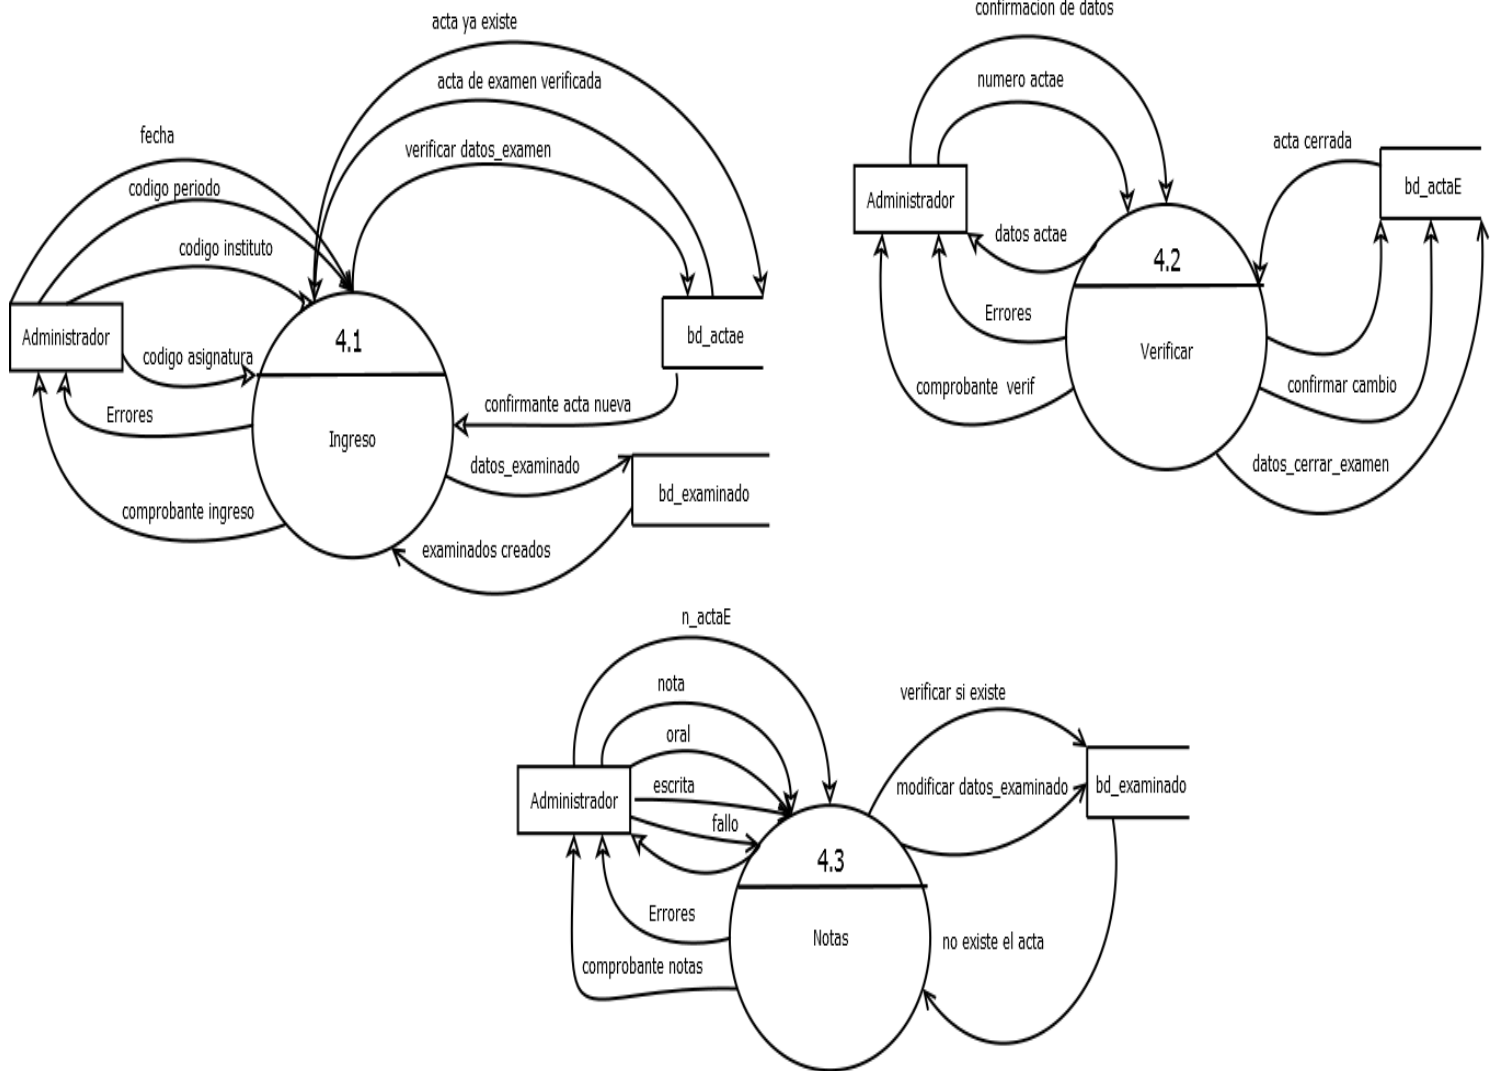 acta ya existe
acta de examen verificada
verificar datos_examen
fecha
codigo periodo
codigo instituto
Administrador
codigo asignatura
Errores
comprobante ingreso
4.1
Ingreso
bd_actae
confirmante acta nueva
datos_examinado
bd_examinado
examinados creados
confirmacion de datos
numero actae
Administrador
datos actae
Errores
comprobante verif
4.2
Verificar
acta cerrada
bd_actaE
confirmar cambio
datos_cerrar_examen
n_actaE
nota
oral
escrita
fallo
Administrador
Errores
comprobante notas
4.3
Notas
verificar si existe
modificar datos_examinado
bd_examinado
no existe el acta